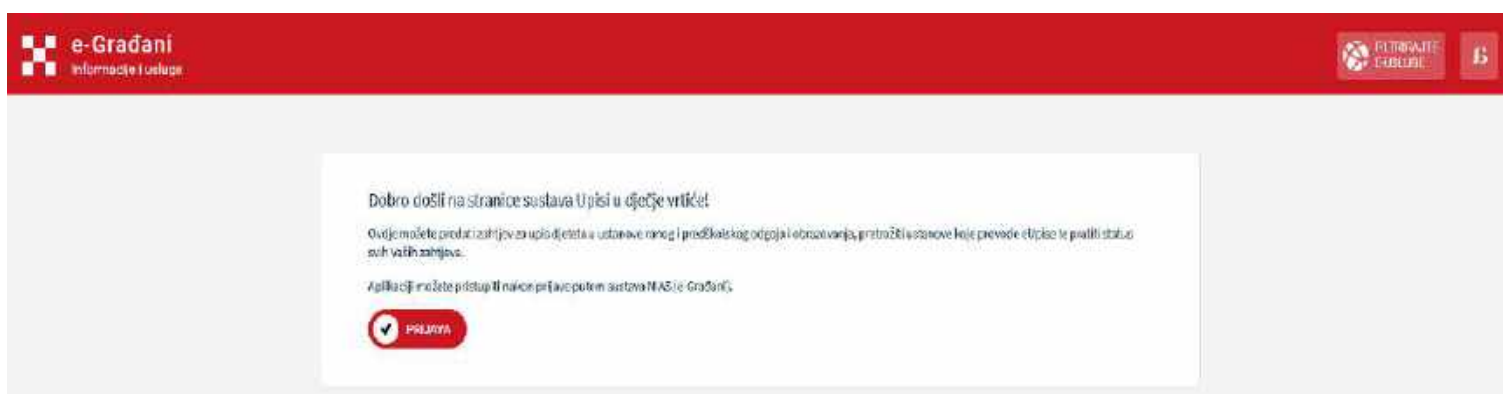 e-Građani
Informacije i usluge
FILTRIRAJTE
E-USLUGE
Dobro došli na stranice sustava Upisi u dječje vrtiće!
Ovdje možete predati zahtjev za upis djeteta u ustanove ranog i predškolskog odgoja i obrazovanja, pretražiti ustanove koje provode eUpise te pratiti status
svih vaših zahtjeva.
Aplikaciji možete pristupiti nakon prijave putem sustava NIAS (e-Građani).
PRIJAVA